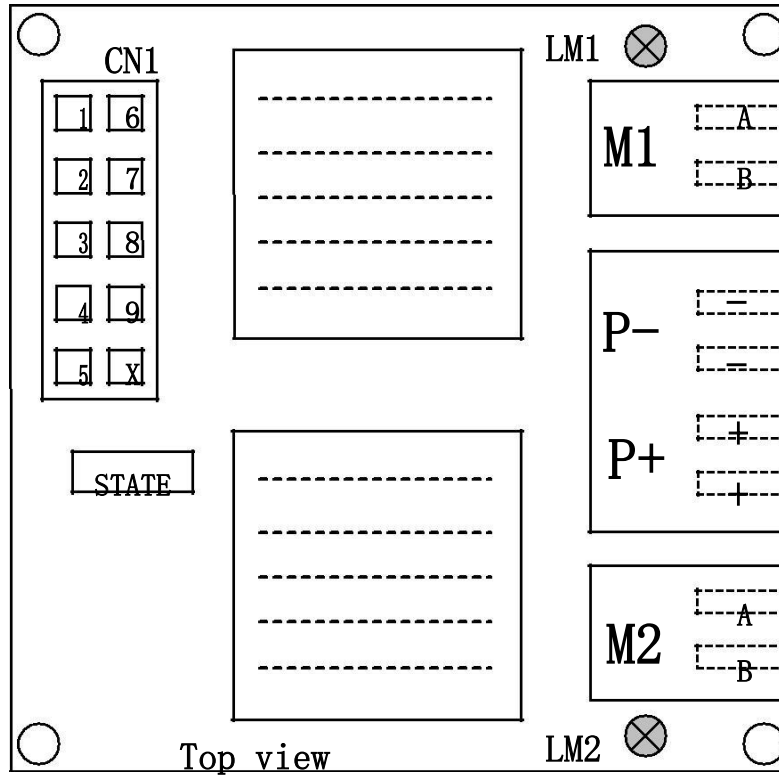 LM1
CN1
1 6
2 7
3 8
4 9
5 X
STATE
M1
A
B
P-
-
-
P+
+
+
M2
A
B
LM2
Top view